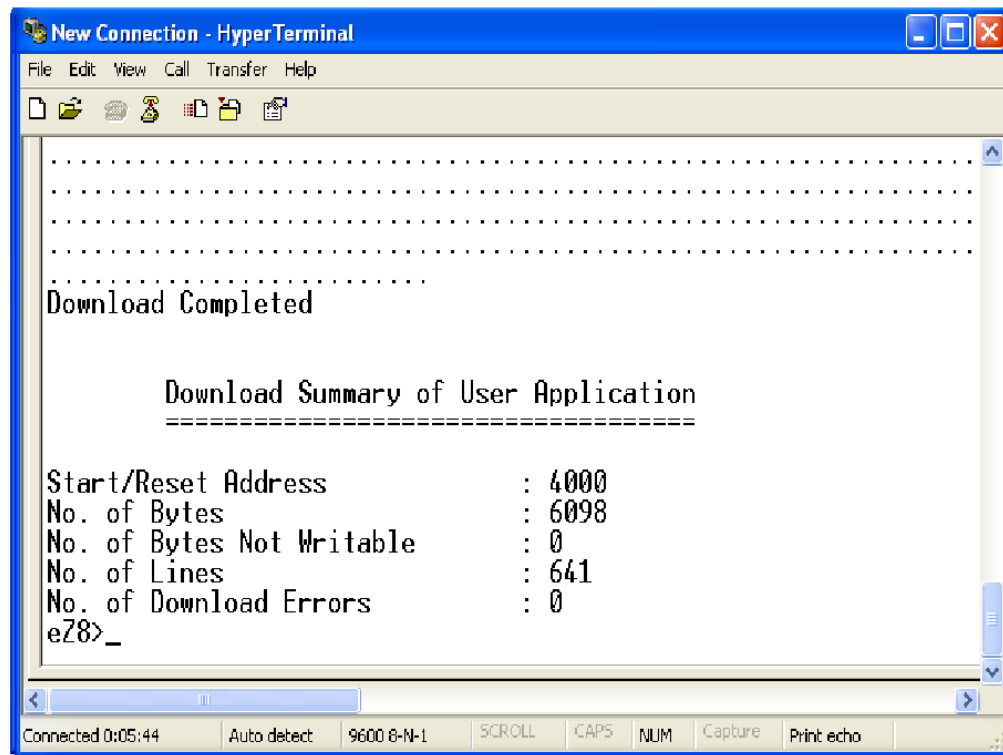 New Connection - HyperTerminal
File Edit View Call Transfer Help
. . . . . . . . . . . . . . . . . . . . . . . . . . . . . . . . . . . . . . . . . . . . . . . . . . . . . . . . . . . . . .
. . . . . . . . . . . . . . . . . . . . . . . . . . . . . . . . . . . . . . . . . . . . . . . . . . . . . . . . . . . . . .
. . . . . . . . . . . . . . . . . . . . . . . . . . . . . . . . . . . . . . . . . . . . . . . . . . . . . . . . . . . . . .
. . . . . . . . . . . . . . . . . . . . . . . . . . . . . . . . . . . . . . . . . . . . . . . . . . . . . . . . . . . . . .
. . . . . . . . . . . . . . . . . . . . . . . . . .
Download Completed
Download Summary of User Application
====================================
Start/Reset Address : 4000
No. of Bytes : 6098
No. of Bytes Not Writable : 0
No. of Lines : 641
No. of Download Errors : 0
eZ8>_
Connected 0:05:44 Auto detect 9600 8-N-1 SCROLL CAPS NUM Capture Print echo